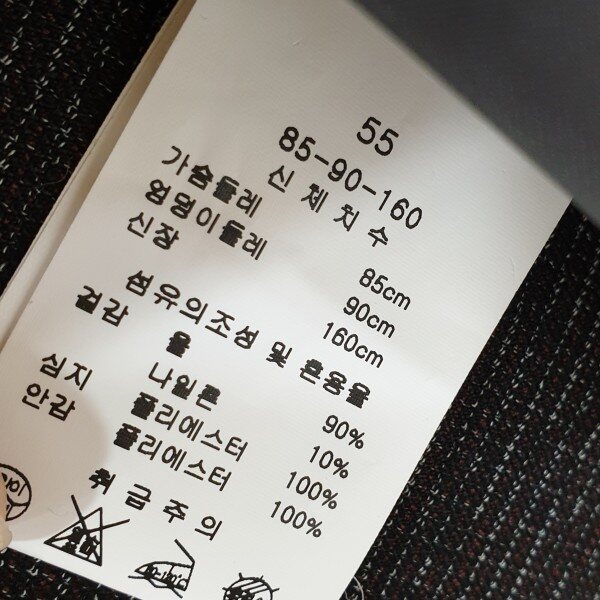 55
85-90-160
신 체 치 수
가슴둘레 85cm
엉덩이둘레 90cm
신장 160cm
섬유의조성 및 혼용율
겉감 울 90%
나일론 10%
심지 폴리에스터 100%
안감 폴리에스터 100%
취 급 주 의